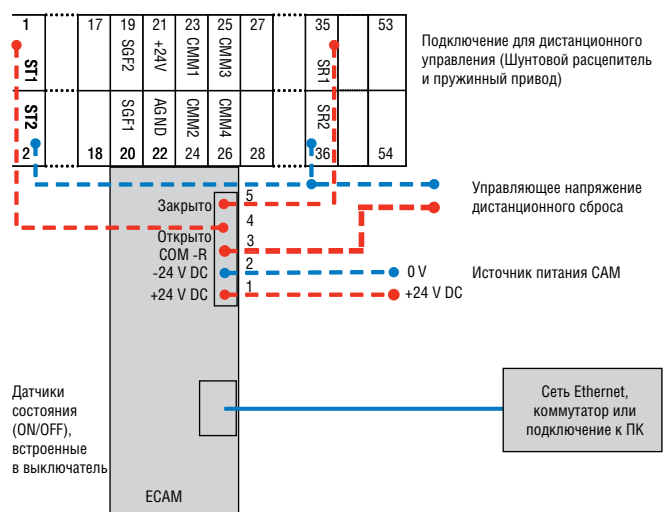 1 17 19 21 23 25 27 35 53
ST1 SGF2 +24V CMM1 CMM3 SR1
ST2 SGF1 AGND CMM2 CMM4 SR2
2 18 20 22 24 26 28 36 54
Подключение для дистанционного
управления (Шунтовой расцепитель
и пружинный привод)
Закрыто 5
4
Открыто
COM -R 3
-24 V DC 2
+24 V DC 1
Управляющее напряжение
дистанционного сброса
0 V
+24 V DC
Источник питания CAM
Датчики
состояния
(ON/OFF),
встроенные
в выключатель
Сеть Ethernet,
коммутатор или
подключение к ПК
ECAM